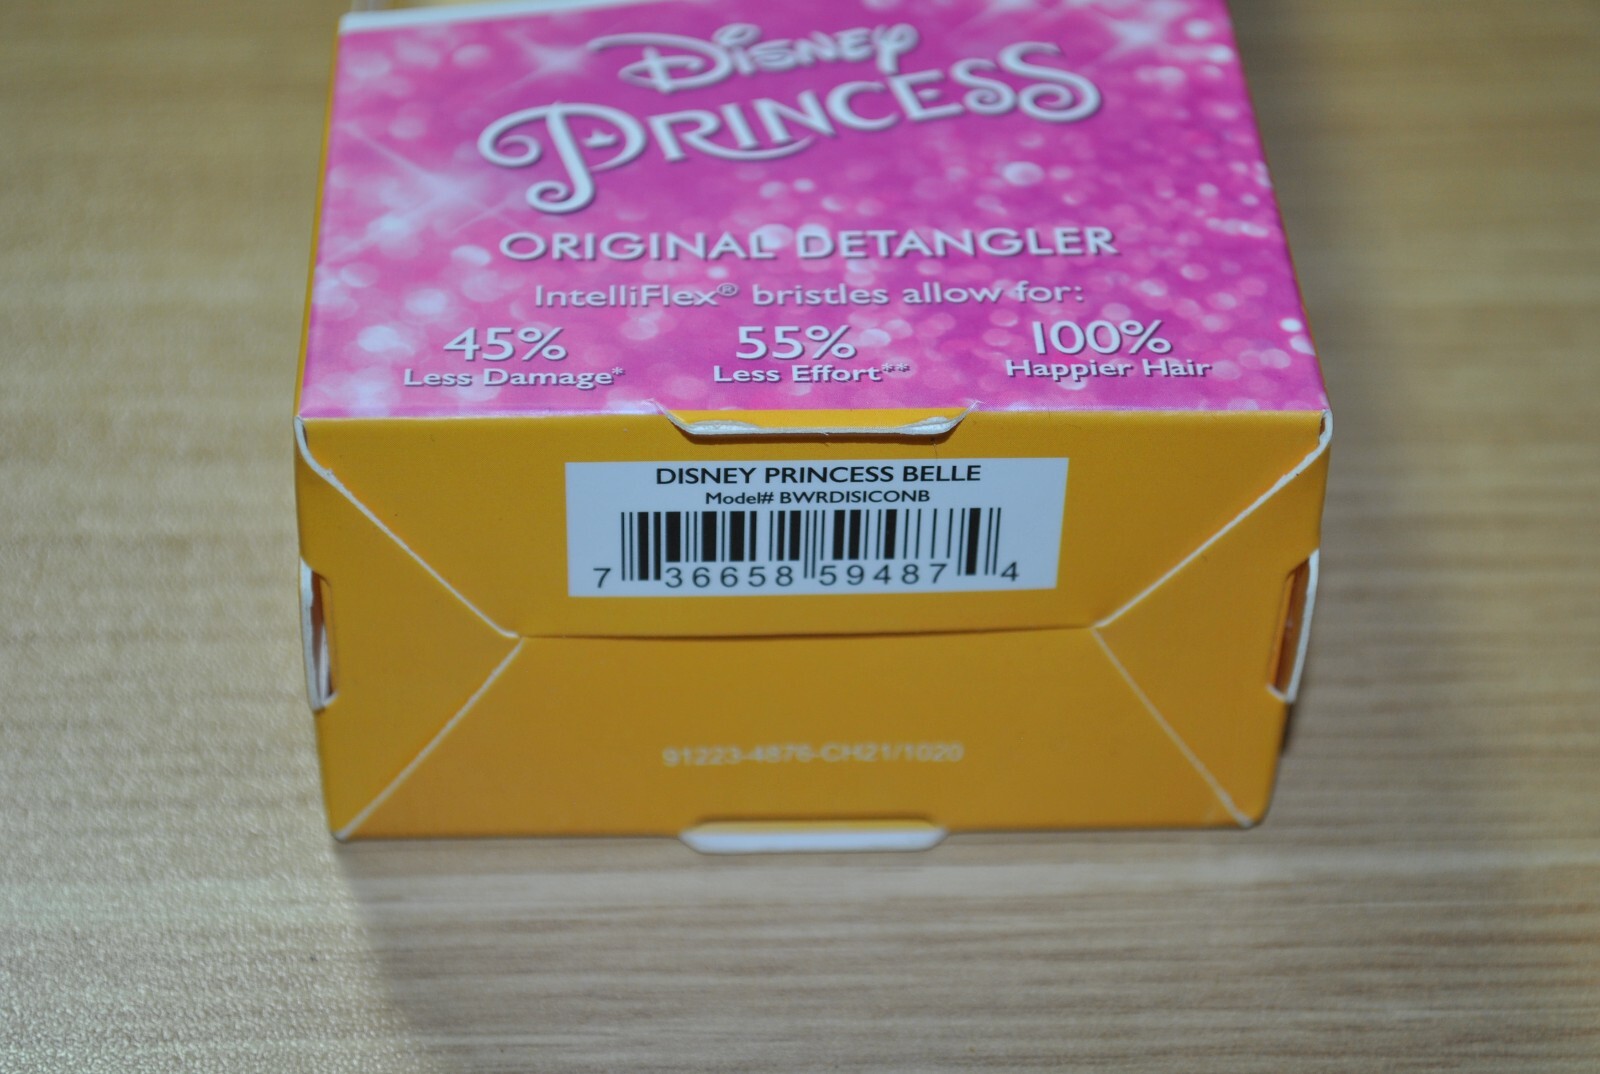 Disney
PRINCESS
ORIGINAL DETANGLER
IntelliFlex® bristles allow for:
45% 55% 100%
Less Damage* Less Effort** Happier Hair
DISNEY PRINCESS BELLE
Model# BWRDISICONB
7 36658 59487 4
91223-4876-CH21/1020